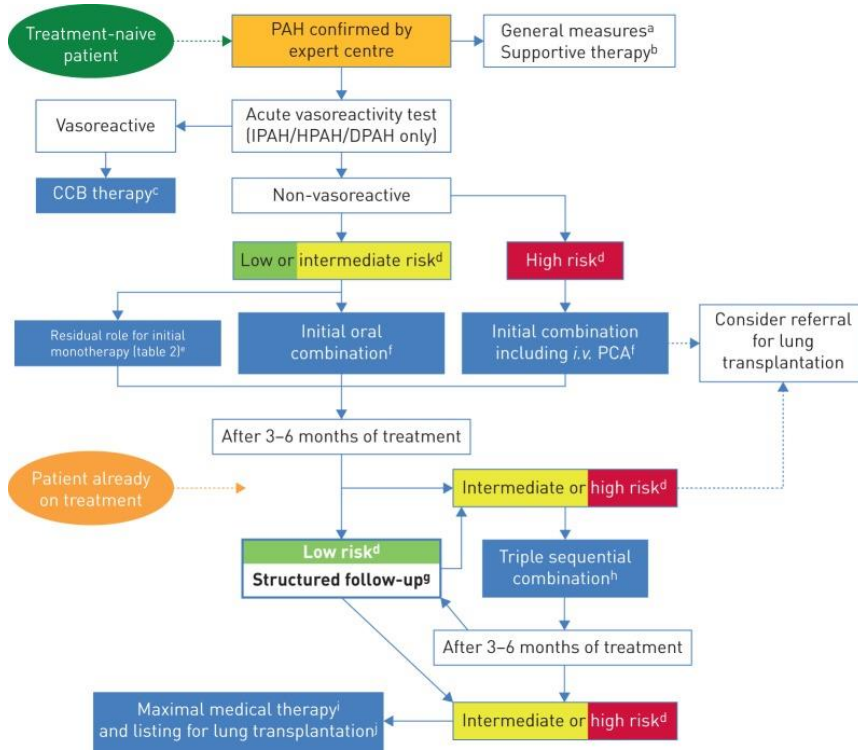 Treatment-naive
patient
PAH confirmed by
expert centre
General measuresᵃ
Supportive therapyᵇ
Vasoreactive
Acute vasoreactivity test
(IPAH/HPAH/DPAH only)
CCB therapyᶜ
Non-vasoreactive
Low or intermediate riskᵈ
High riskᵈ
Residual role for initial
monotherapy (table 2)ᵉ
Initial oral
combinationᶠ
Initial combination
including i.v. PCAᶠ
Consider referral
for lung
transplantation
After 3–6 months of treatment
Patient already
on treatment
Intermediate or high riskᵈ
Low riskᵈ
Structured follow-upᵍ
Triple sequential
combinationʰ
After 3–6 months of treatment
Maximal medical therapyⁱ
and listing for lung transplantationʲ
Intermediate or high riskᵈ